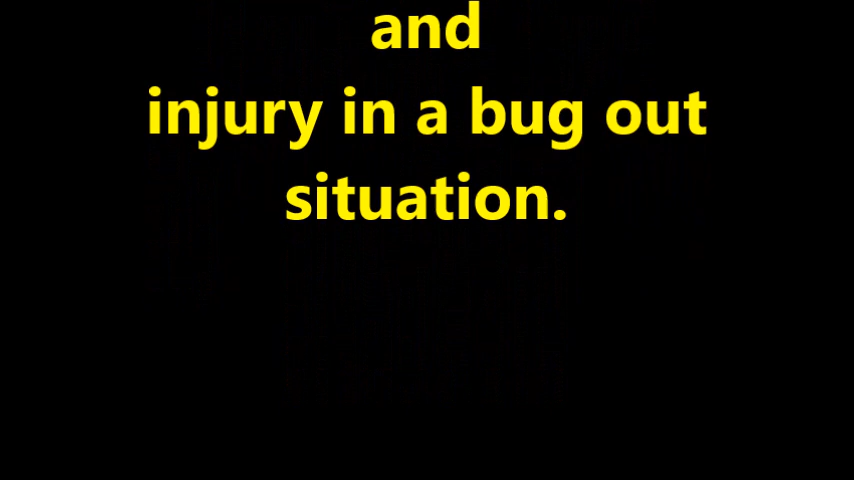 and
injury in a bug out
situation.